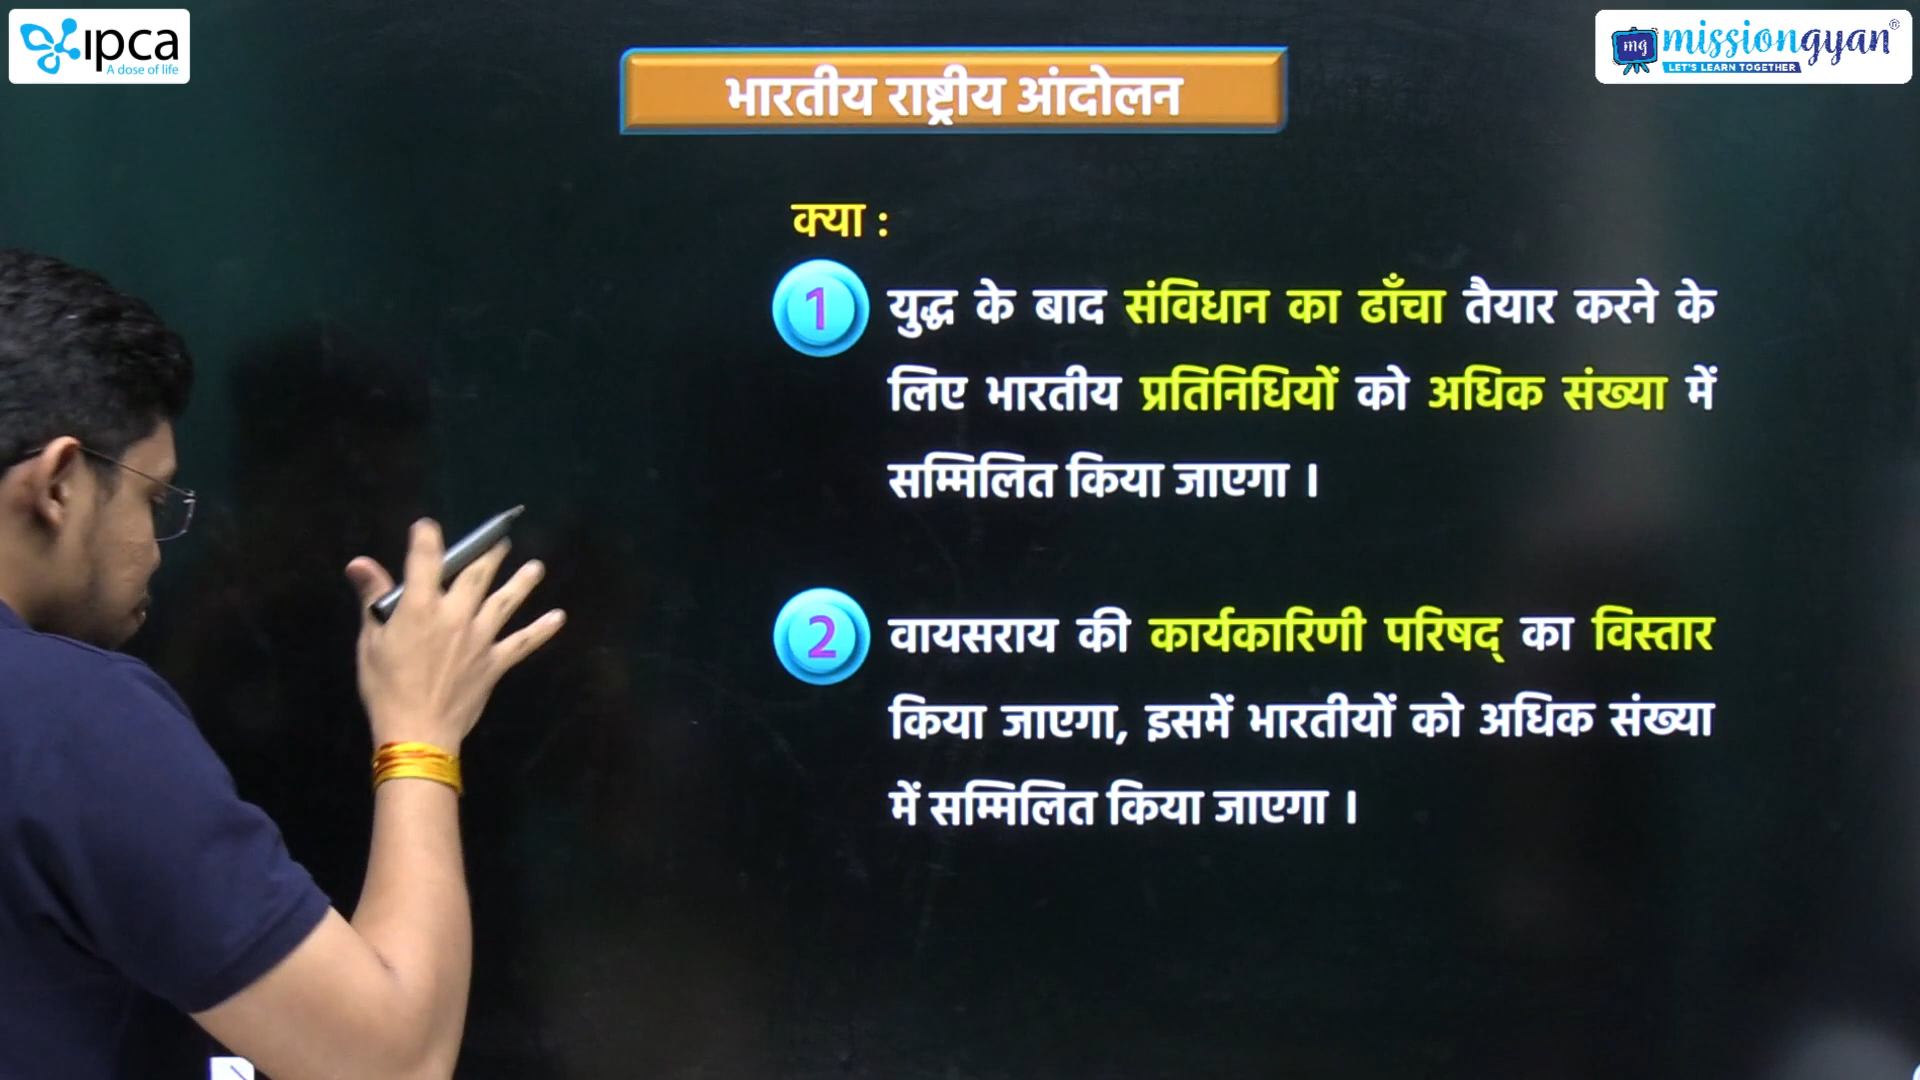 ipca
A dose of life
mg missiongyan®
LET'S LEARN TOGETHER
भारतीय राष्ट्रीय आंदोलन
क्या :
1 युद्ध के बाद संविधान का ढाँचा तैयार करने के
लिए भारतीय प्रतिनिधियों को अधिक संख्या में
सम्मिलित किया जाएगा ।
2 वायसराय की कार्यकारिणी परिषद् का विस्तार
किया जाएगा, इसमें भारतीयों को अधिक संख्या
में सम्मिलित किया जाएगा ।